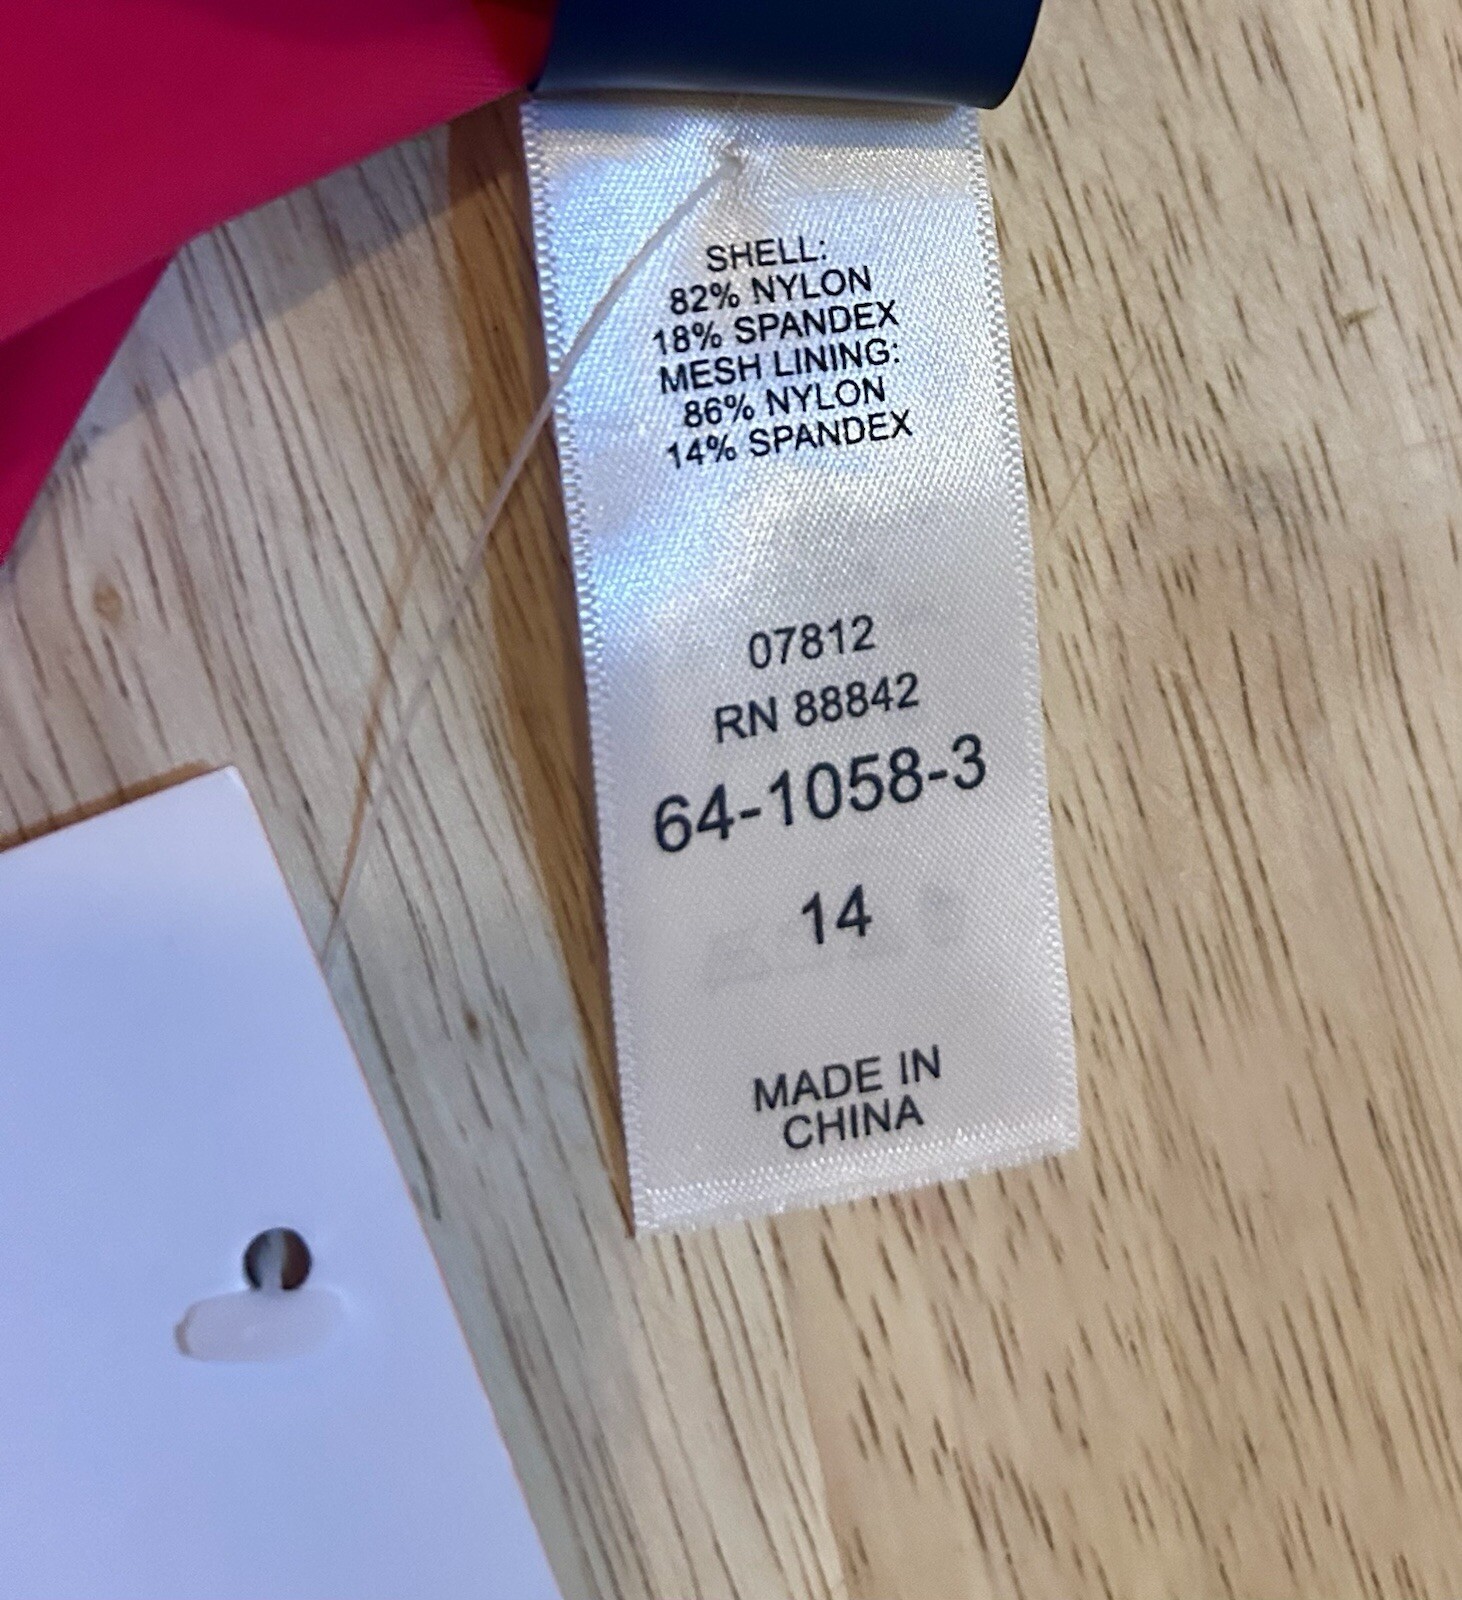 SHELL:
82% NYLON
18% SPANDEX
MESH LINING:
86% NYLON
14% SPANDEX
07812
RN 88842
64-1058-3
14
MADE IN
CHINA